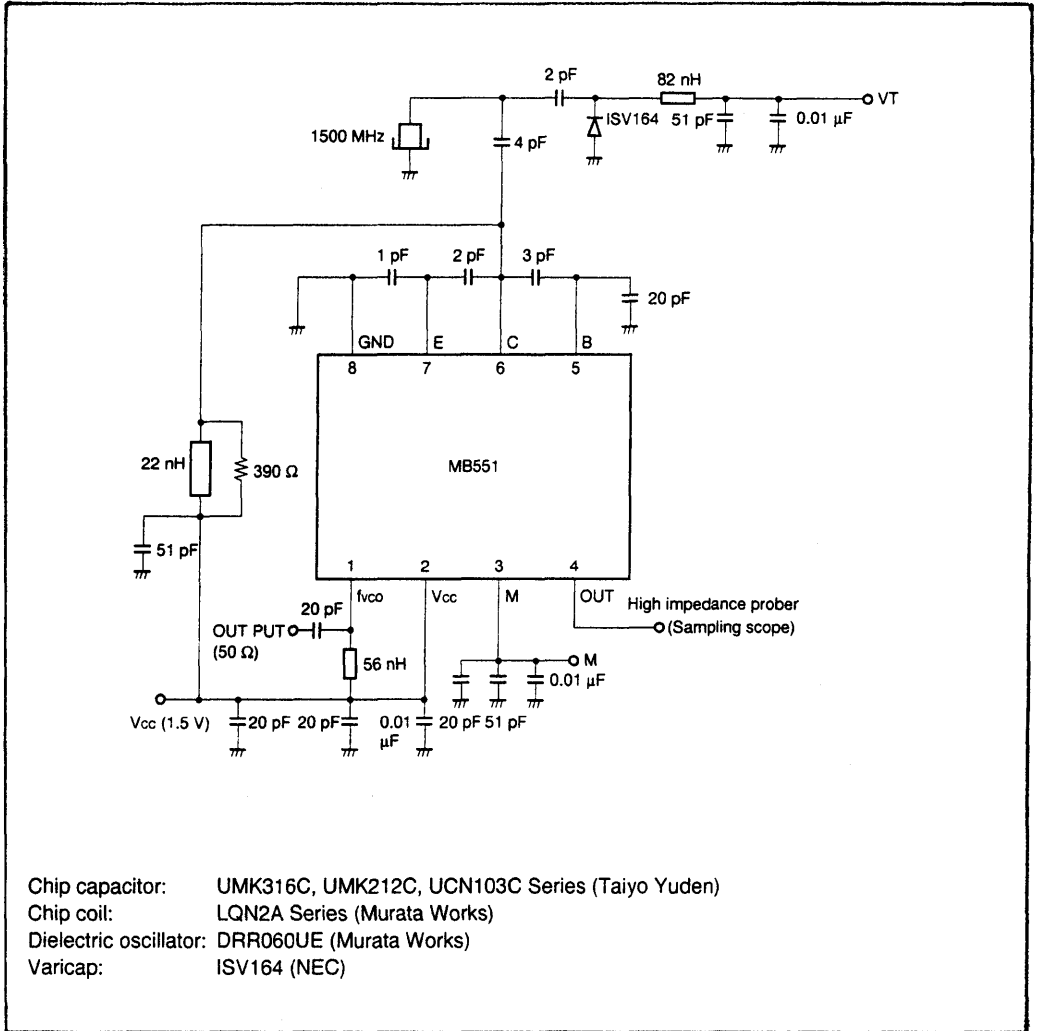 2 pF
82 nH
VT
1500 MHz
4 pF
ISV164
51 pF
0.01 µF
1 pF
2 pF
3 pF
20 pF
GND
E
C
B
8
7
6
5
22 nH
390 Ω
MB551
51 pF
1
2
3
4
fvco
Vcc
M
OUT
High impedance prober
(Sampling scope)
20 pF
OUT PUT
(50 Ω)
56 nH
M
0.01 µF
Vcc (1.5 V)
20 pF
20 pF
0.01
µF
20 pF
51 pF
Chip capacitor: UMK316C, UMK212C, UCN103C Series (Taiyo Yuden)
Chip coil: LQN2A Series (Murata Works)
Dielectric oscillator: DRR060UE (Murata Works)
Varicap: ISV164 (NEC)